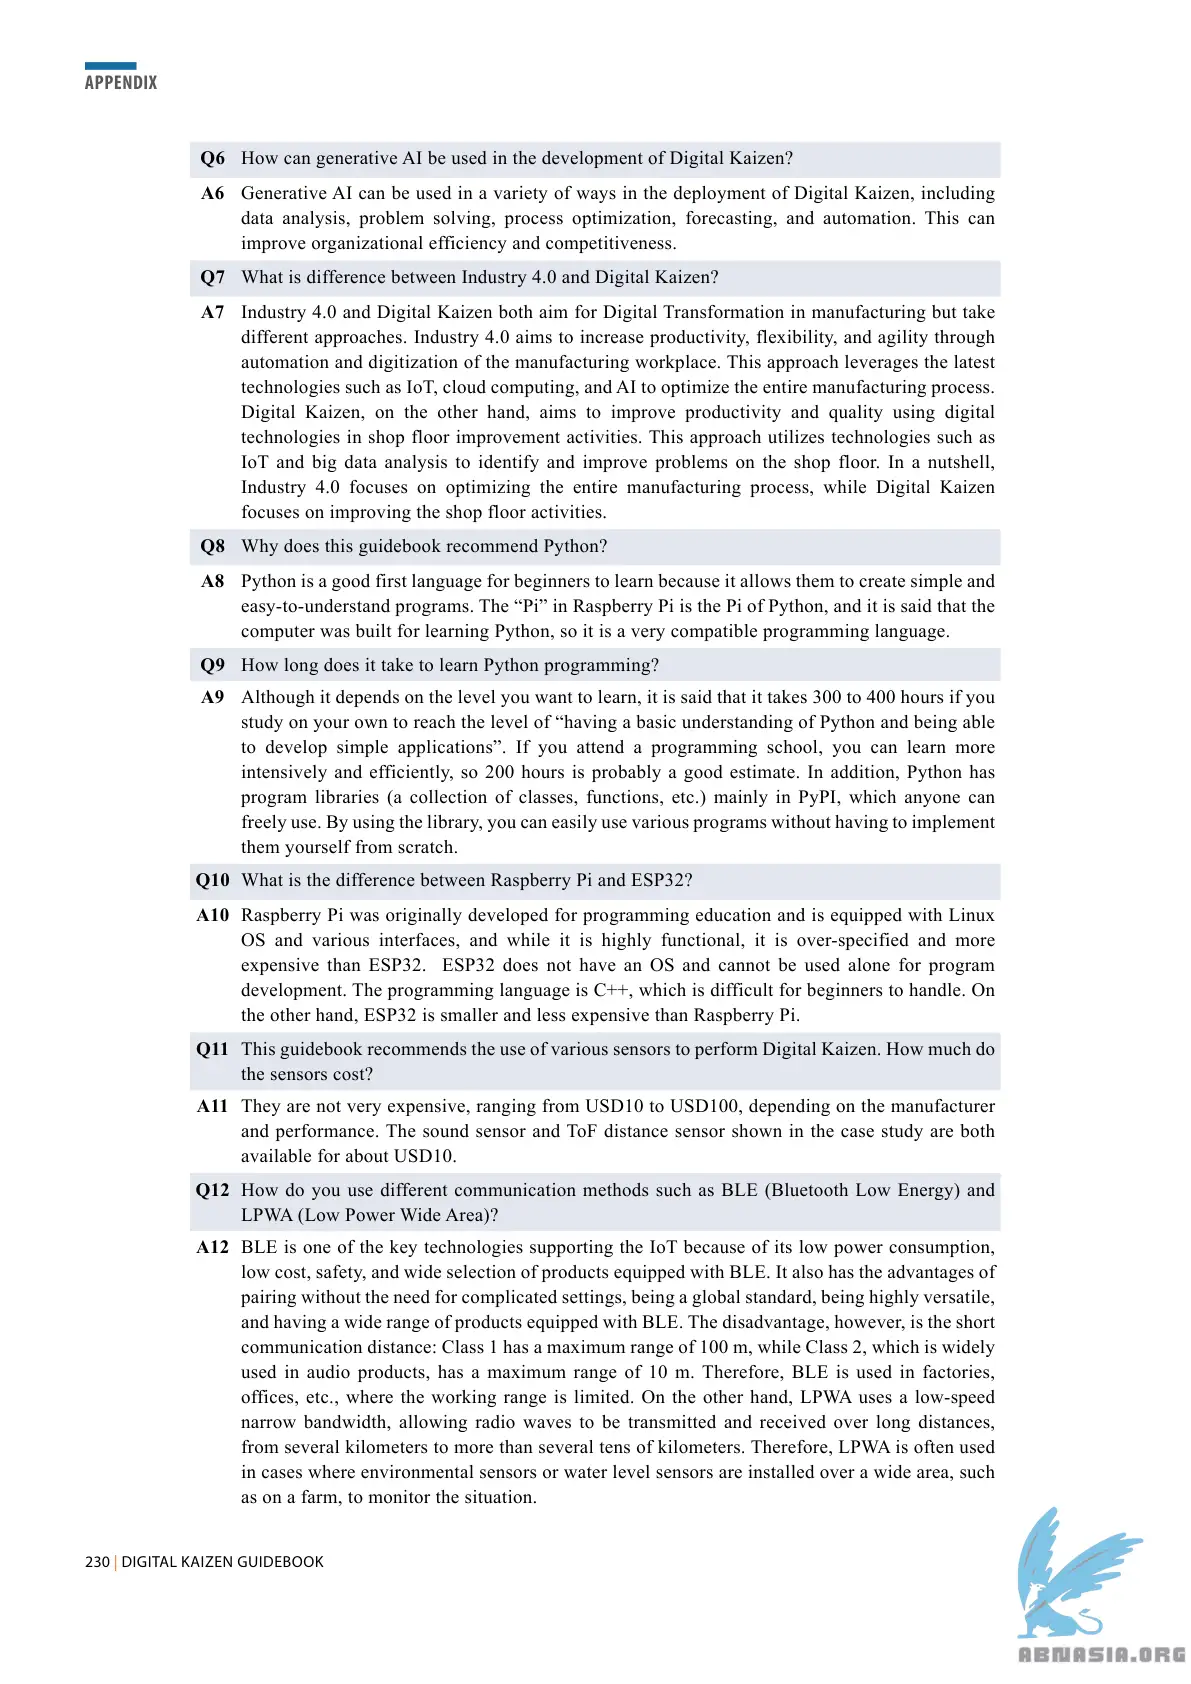 APPENDIX
Q6 How can generative AI be used in the development of Digital Kaizen?
A6 Generative AI can be used in a variety of ways in the deployment of Digital Kaizen, including
data analysis, problem solving, process optimization, forecasting, and automation. This can
improve organizational efficiency and competitiveness.
Q7 What is difference between Industry 4.0 and Digital Kaizen?
A7 Industry 4.0 and Digital Kaizen both aim for Digital Transformation in manufacturing but take
different approaches. Industry 4.0 aims to increase productivity, flexibility, and agility through
automation and digitization of the manufacturing workplace. This approach leverages the latest
technologies such as IoT, cloud computing, and AI to optimize the entire manufacturing process.
Digital Kaizen, on the other hand, aims to improve productivity and quality using digital
technologies in shop floor improvement activities. This approach utilizes technologies such as
IoT and big data analysis to identify and improve problems on the shop floor. In a nutshell,
Industry 4.0 focuses on optimizing the entire manufacturing process, while Digital Kaizen
focuses on improving the shop floor activities.
Q8 Why does this guidebook recommend Python?
A8 Python is a good first language for beginners to learn because it allows them to create simple and
easy-to-understand programs. The “Pi” in Raspberry Pi is the Pi of Python, and it is said that the
computer was built for learning Python, so it is a very compatible programming language.
Q9 How long does it take to learn Python programming?
A9 Although it depends on the level you want to learn, it is said that it takes 300 to 400 hours if you
study on your own to reach the level of “having a basic understanding of Python and being able
to develop simple applications”. If you attend a programming school, you can learn more
intensively and efficiently, so 200 hours is probably a good estimate. In addition, Python has
program libraries (a collection of classes, functions, etc.) mainly in PyPI, which anyone can
freely use. By using the library, you can easily use various programs without having to implement
them yourself from scratch.
Q10 What is the difference between Raspberry Pi and ESP32?
A10 Raspberry Pi was originally developed for programming education and is equipped with Linux
OS and various interfaces, and while it is highly functional, it is over-specified and more
expensive than ESP32. ESP32 does not have an OS and cannot be used alone for program
development. The programming language is C++, which is difficult for beginners to handle. On
the other hand, ESP32 is smaller and less expensive than Raspberry Pi.
Q11 This guidebook recommends the use of various sensors to perform Digital Kaizen. How much do
the sensors cost?
A11 They are not very expensive, ranging from USD10 to USD100, depending on the manufacturer
and performance. The sound sensor and ToF distance sensor shown in the case study are both
available for about USD10.
Q12 How do you use different communication methods such as BLE (Bluetooth Low Energy) and
LPWA (Low Power Wide Area)?
A12 BLE is one of the key technologies supporting the IoT because of its low power consumption,
low cost, safety, and wide selection of products equipped with BLE. It also has the advantages of
pairing without the need for complicated settings, being a global standard, being highly versatile,
and having a wide range of products equipped with BLE. The disadvantage, however, is the short
communication distance: Class 1 has a maximum range of 100 m, while Class 2, which is widely
used in audio products, has a maximum range of 10 m. Therefore, BLE is used in factories,
offices, etc., where the working range is limited. On the other hand, LPWA uses a low-speed
narrow bandwidth, allowing radio waves to be transmitted and received over long distances,
from several kilometers to more than several tens of kilometers. Therefore, LPWA is often used
in cases where environmental sensors or water level sensors are installed over a wide area, such
as on a farm, to monitor the situation.
230 | DIGITAL KAIZEN GUIDEBOOK
ABNASIA.ORG